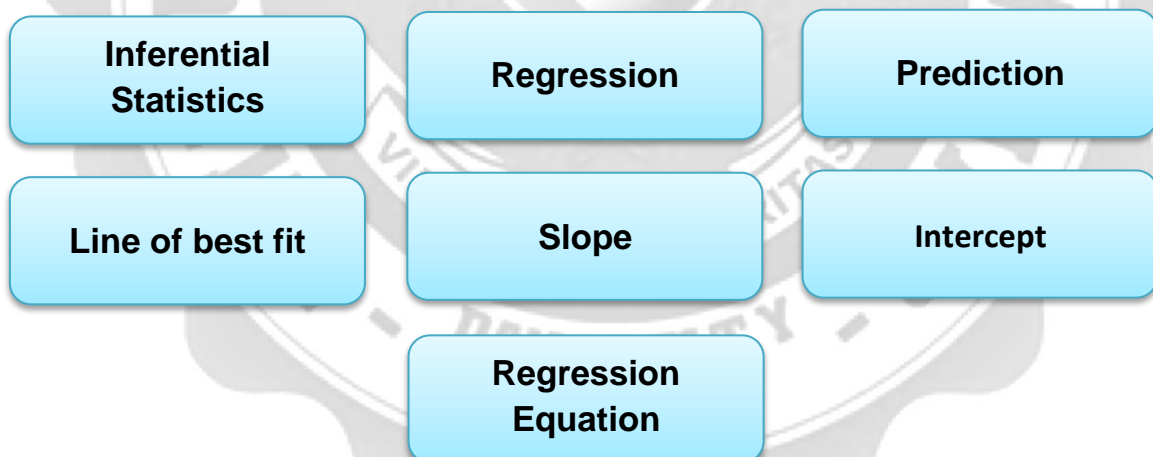 Inferential
Statistics
Regression
Prediction
Line of best fit
Slope
Intercept
Regression
Equation